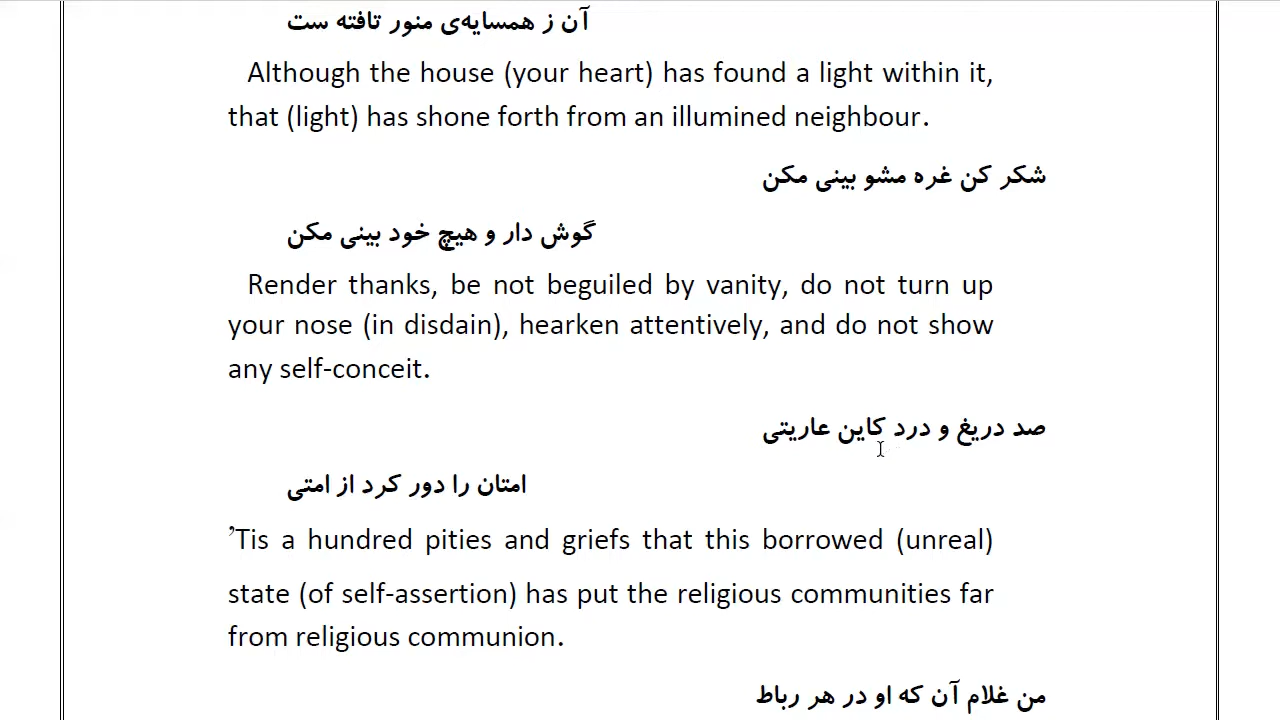 آن ز همسایه‌ی منور تافته ست
Although the house (your heart) has found a light within it,
that (light) has shone forth from an illumined neighbour.
شکر کن غره مشو بینی مکن
گوش دار و هیچ خود بینی مکن
Render thanks, be not beguiled by vanity, do not turn up
your nose (in disdain), hearken attentively, and do not show
any self-conceit.
صد دریغ و درد کاین عاریتی
امتان را دور کرد از امتی
’Tis a hundred pities and griefs that this borrowed (unreal)
state (of self-assertion) has put the religious communities far
from religious communion.
من غلام آن که او در هر رباط